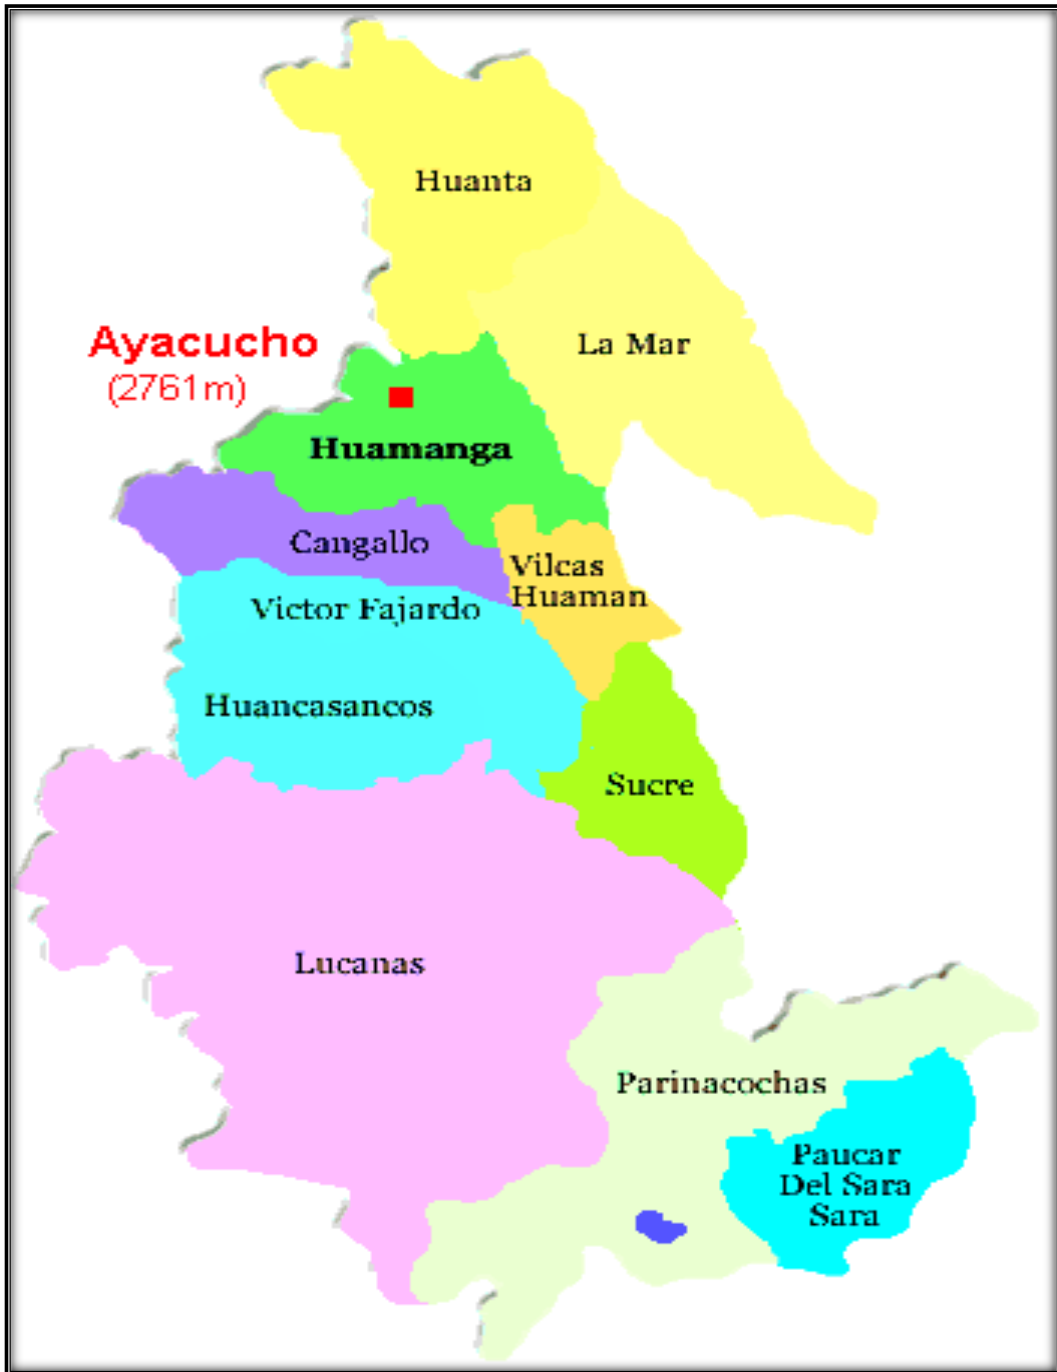 Huanta
La Mar
Ayacucho
(2761m)
Huamanga
Cangallo
Vilcas
Huaman
Victor Fajardo
Huancasancos
Sucre
Lucanas
Parinacochas
Paucar
Del Sara
Sara